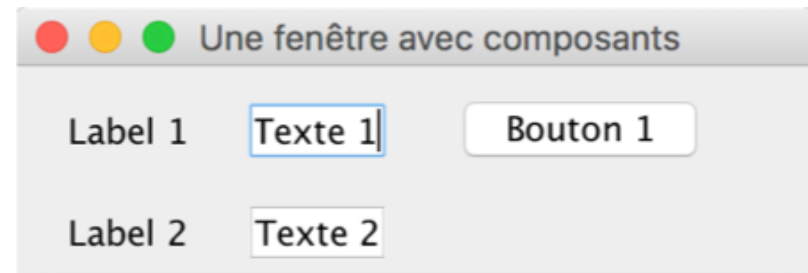 Une fenêtre avec composants
Label 1 Texte 1 Bouton 1
Label 2 Texte 2